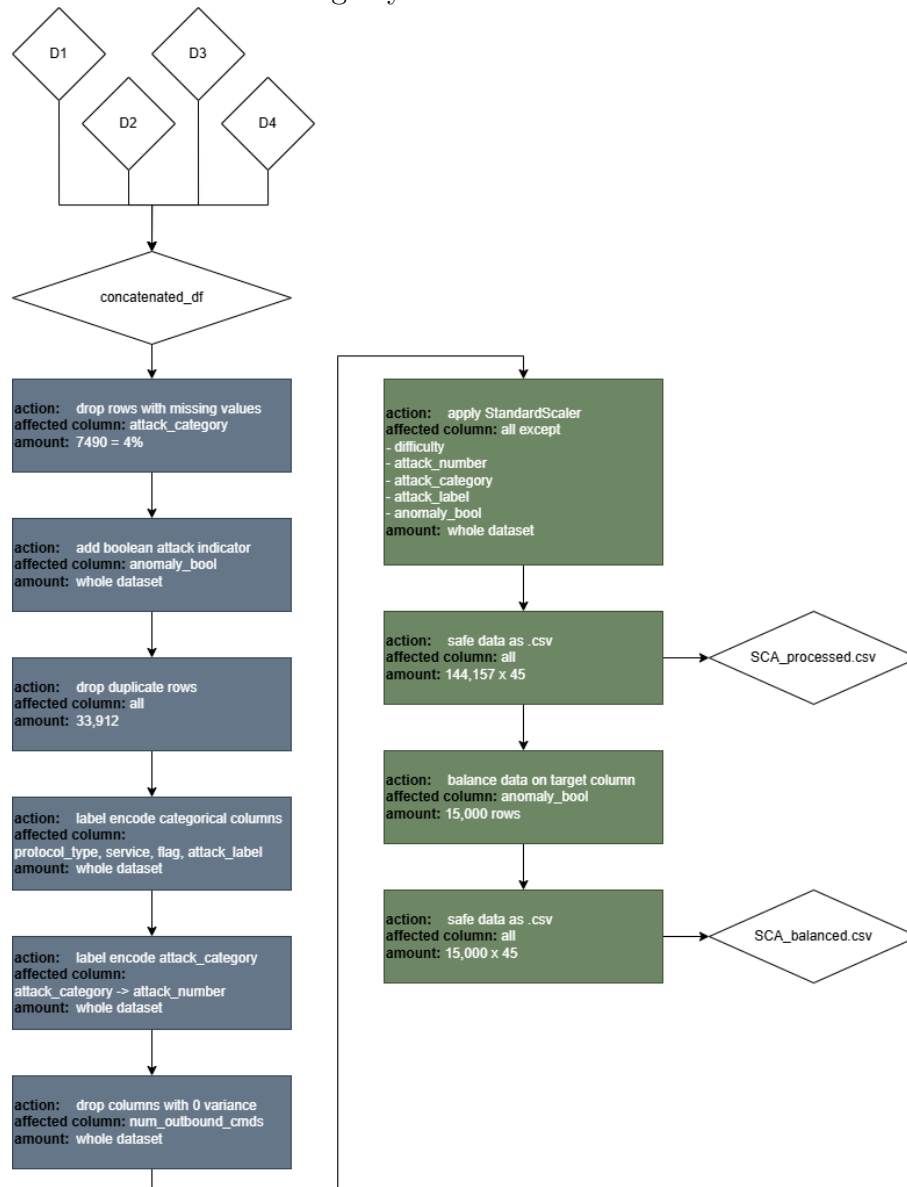 D1
D3
D2
D4
concatenated_df
action: drop rows with missing values
affected column: attack_category
amount: 7490 = 4%
action: add boolean attack indicator
affected column: anomaly_bool
amount: whole dataset
action: drop duplicate rows
affected column: all
amount: 33,912
action: label encode categorical columns
affected column:
protocol_type, service, flag, attack_label
amount: whole dataset
action: label encode attack_category
affected column:
attack_category -> attack_number
amount: whole dataset
action: drop columns with 0 variance
affected column: num_outbound_cmds
amount: whole dataset
action: apply StandardScaler
affected column: all except
- difficulty
- attack_number
- attack_category
- attack_label
- anomaly_bool
amount: whole dataset
action: safe data as .csv
affected column: all
amount: 144,157 x 45
SCA_processed.csv
action: balance data on target column
affected column: anomaly_bool
amount: 15,000 rows
action: safe data as .csv
affected column: all
amount: 15,000 x 45
SCA_balanced.csv